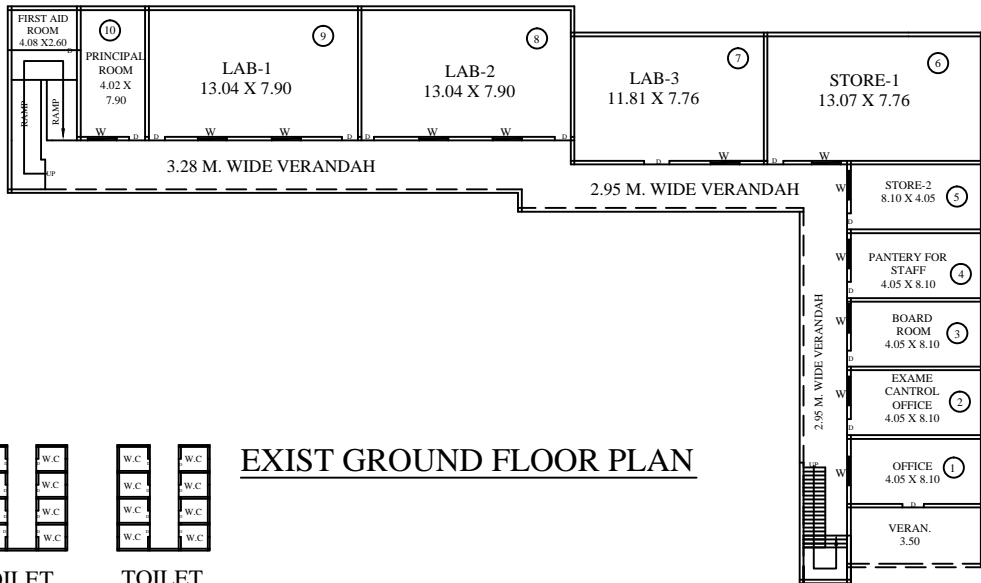 FIRST AID
ROOM
4.08 X2.60
D
10
PRINCIPAL
ROOM
4.02 X
7.90
W
D
RAMP
RAMP
UP
9
LAB-1
13.04 X 7.90
D
W
W
D
8
LAB-2
13.04 X 7.90
D
W
W
D
7
LAB-3
11.81 X 7.76
D
W
6
STORE-1
13.07 X 7.76
D
W
3.28 M. WIDE VERANDAH
2.95 M. WIDE VERANDAH
2.95 M. WIDE VERANDAH
W
STORE-2
8.10 X 4.05
5
D
W
PANTERY FOR
STAFF
4.05 X 8.10
4
D
W
BOARD
ROOM
4.05 X 8.10
3
D
W
EXAME
CANTROL
OFFICE
4.05 X 8.10
2
D
W
OFFICE
4.05 X 8.10
1
D
UP
VERAN.
3.50
EXIST GROUND FLOOR PLAN
W.C
W.C
W.C
W.C
W.C
W.C
W.C
W.C
W.C
W.C
W.C
W.C
TOILET